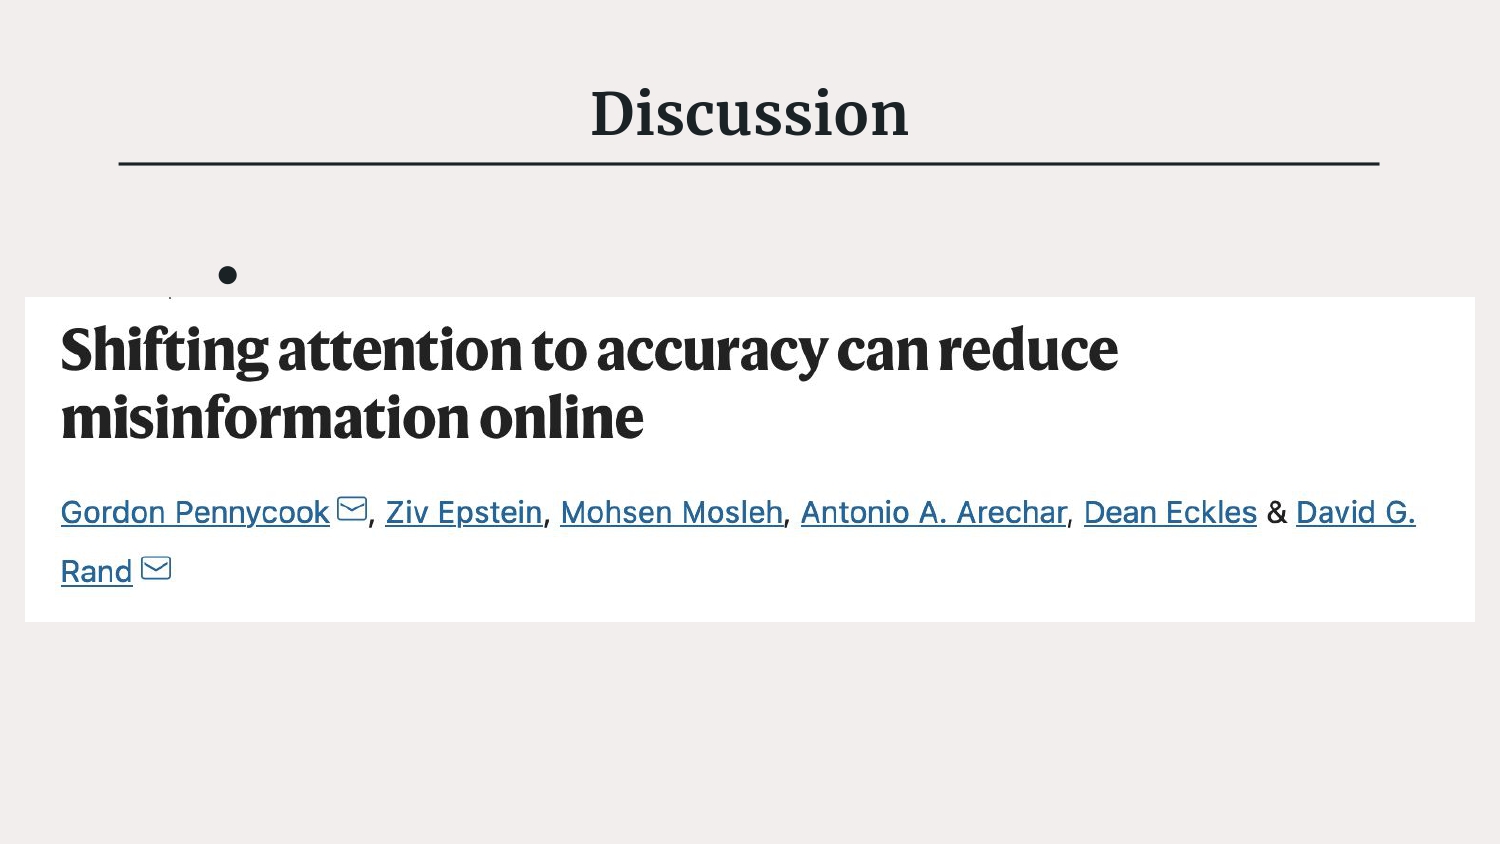 Discussion
•
Shifting attention to accuracy can reduce
misinformation online
Gordon Pennycook, Ziv Epstein, Mohsen Mosleh, Antonio A. Arechar, Dean Eckles & David G.
Rand